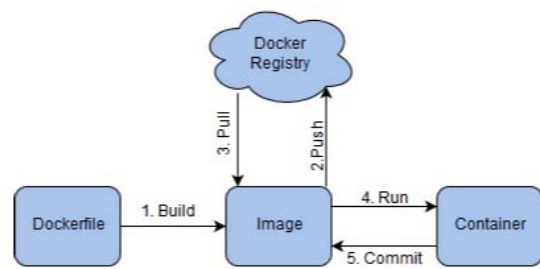 Docker
Registry
3. Pull
2.Push
Dockerfile
1. Build
Image
4. Run
5. Commit
Container